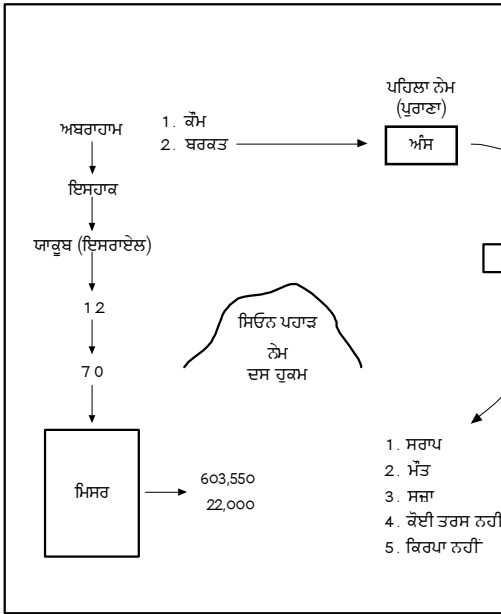 ਪਹਿਲਾ ਨੇਮ
(ਪੁਰਾਣਾ)
ਅੰਸ
ਅਬਰਾਹਾਮ
1. ਕੌਮ
2. ਬਰਕਤ
ਇਸਹਾਕ
ਯਾਕੂਬ (ਇਸਰਾਏਲ)
12
70
ਸਿਓਨ ਪਹਾੜ
ਨੇਮ
ਦਸ ਹੁਕਮ
ਮਿਸਰ
603,550
22,000
1. ਸਰਾਪ
2. ਮੌਤ
3. ਸਜ਼ਾ
4. ਕੋਈ ਤਰਸ ਨਹੀਂ
5. ਕਿਰਪਾ ਨਹੀਂ